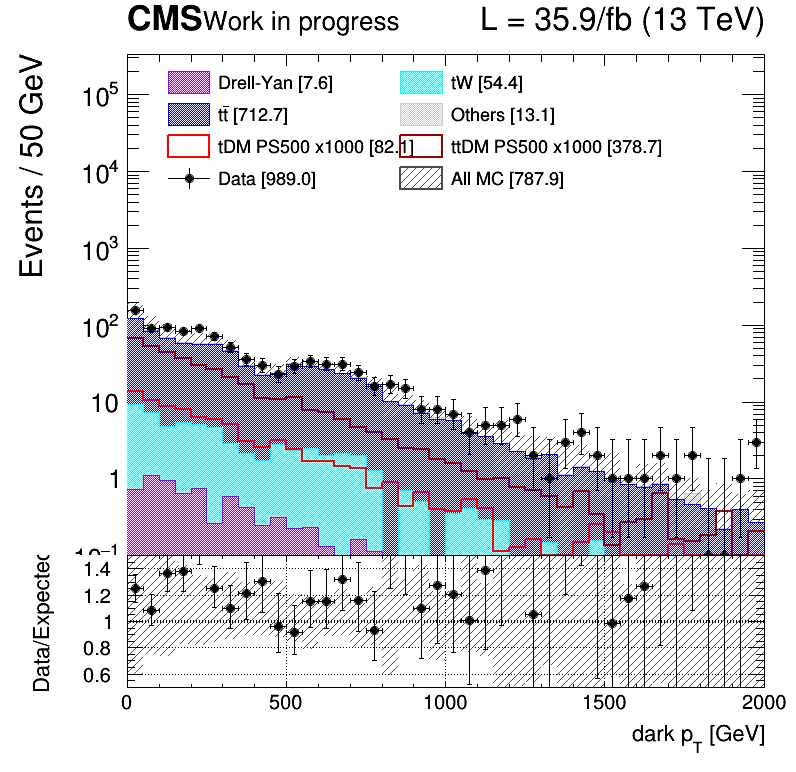 CMS Work in progress L = 35.9/fb (13 TeV)
Events / 50 GeV
Drell-Yan [7.6] tW [54.4]
tt̄ [712.7] Others [13.1]
tDM PS500 x1000 [82.1] ttDM PS500 x1000 [378.7]
Data [989.0] All MC [787.9]
10⁵
10⁴
10³
10²
10
1
10⁻¹
Data/Expected
1.4
1.2
1
0.8
0.6
0 500 1000 1500 2000
dark p_T [GeV]